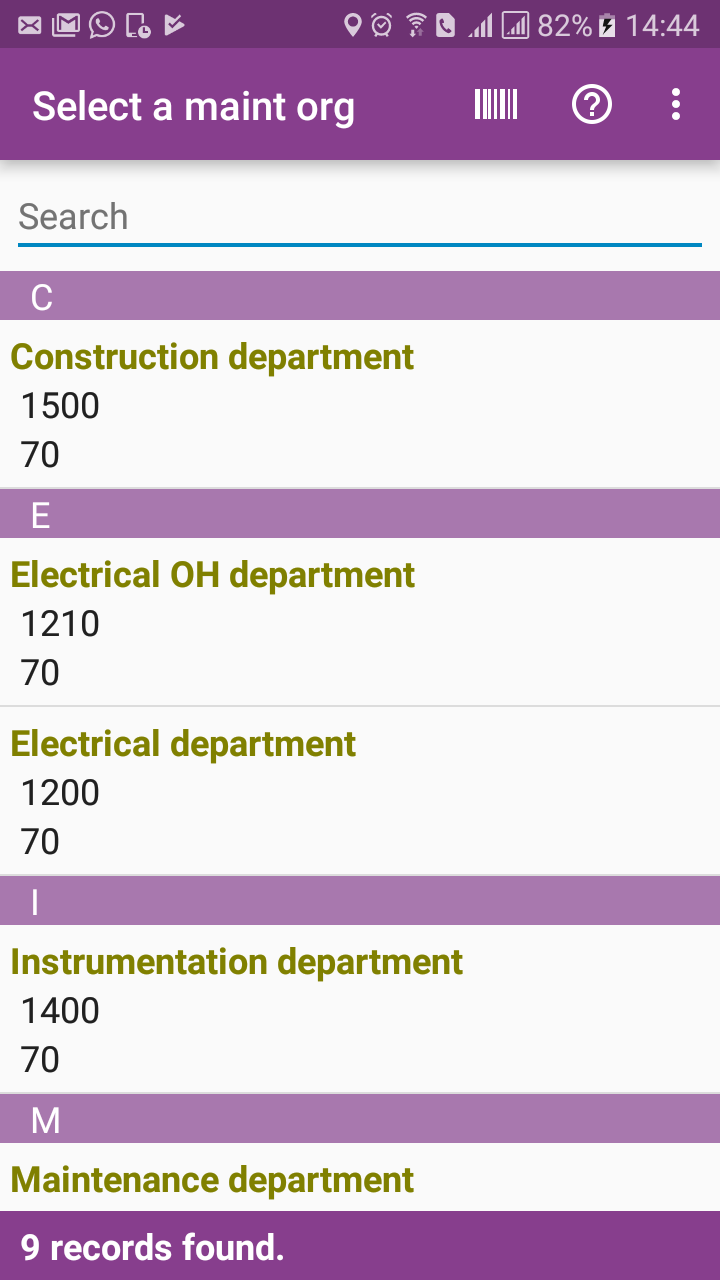 82% 14:44
Select a maint org
Search
C
Construction department
1500
70
E
Electrical OH department
1210
70
Electrical department
1200
70
I
Instrumentation department
1400
70
M
Maintenance department
9 records found.